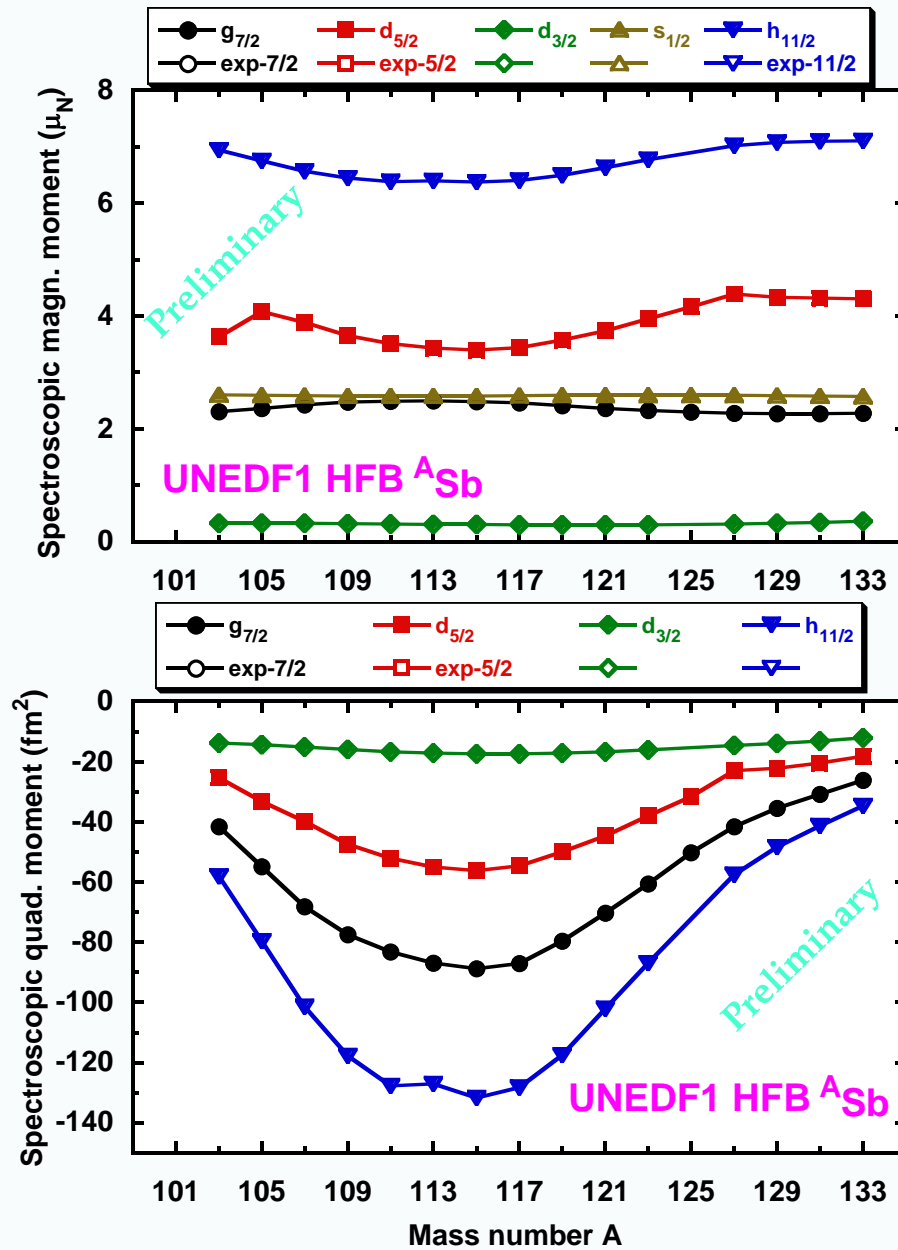 g7/2 d5/2 d3/2 s1/2 h11/2
exp-7/2 exp-5/2 exp-11/2
Spectroscopic magn. moment (μN)
8
6
4
2
0
Preliminary
UNEDF1 HFB ASb
101 105 109 113 117 121 125 129 133
g7/2 d5/2 d3/2 h11/2
exp-7/2 exp-5/2
Spectroscopic quad. moment (fm²)
0
-20
-40
-60
-80
-100
-120
-140
Preliminary
UNEDF1 HFB ASb
101 105 109 113 117 121 125 129 133
Mass number A